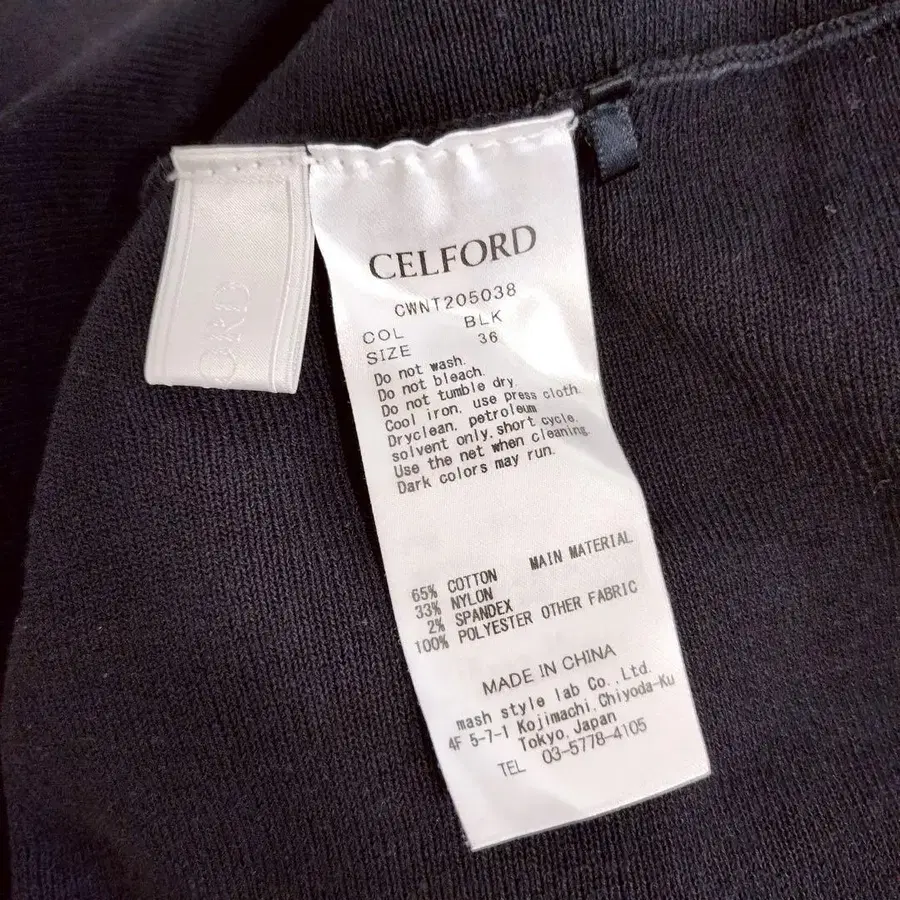 CELFORD
CWNT205038
COL BLK
SIZE 36
Do not wash.
Do not bleach.
Do not tumble dry.
Cool iron, use press cloth.
Dryclean, petroleum
solvent only, short cycle.
Use the net when cleaning.
Dark colors may run.
MAIN MATERIAL
65% COTTON
33% NYLON
2% SPANDEX
100% POLYESTER OTHER FABRIC
MADE IN CHINA
mash style lab Co.,Ltd.
4F 5-7-1 Kojimachi,Chiyoda-Ku
Tokyo,Japan
TEL 03-5778-4105